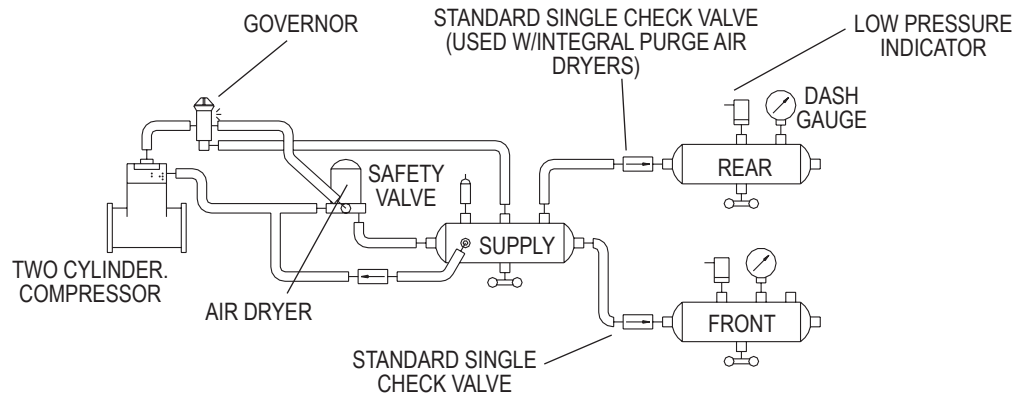 GOVERNOR
STANDARD SINGLE CHECK VALVE
(USED W/INTEGRAL PURGE AIR
DRYERS)
LOW PRESSURE
INDICATOR
DASH
GAUGE
REAR
SAFETY
VALVE
SUPPLY
TWO CYLINDER.
COMPRESSOR
AIR DRYER
FRONT
STANDARD SINGLE
CHECK VALVE